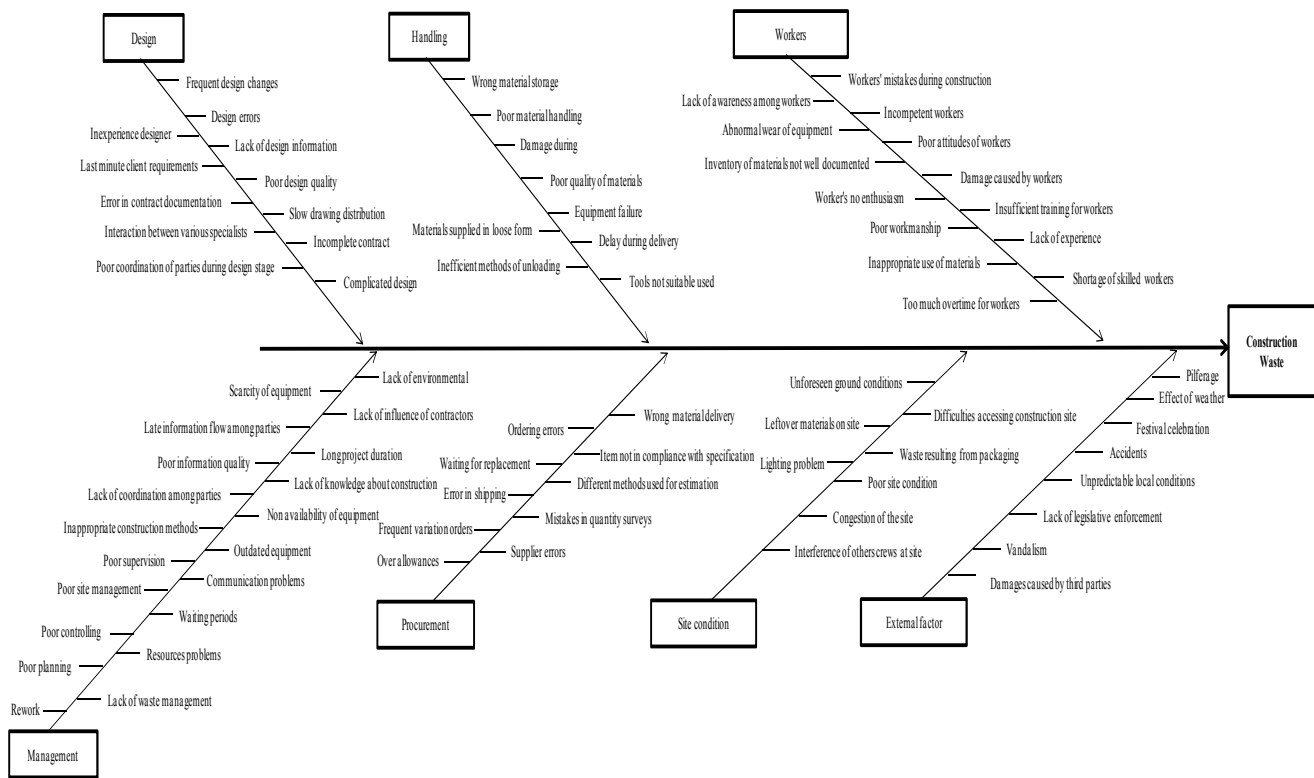 Design
Handling
Workers
Frequent design changes
Design errors
Inexperience designer
Lack of design information
Last minute client requirements
Poor design quality
Error in contract documentation
Slow drawing distribution
Interaction between various specialists
Incomplete contract
Poor coordination of parties during design stage
Complicated design
Wrong material storage
Poor material handling
Damage during
Poor quality of materials
Equipment failure
Materials supplied in loose form
Delay during delivery
Inefficient methods of unloading
Tools not suitable used
Workers' mistakes during construction
Lack of awareness among workers
Incompetent workers
Abnormal wear of equipment
Poor attitudes of workers
Inventory of materials not well documented
Damage caused by workers
Worker's no enthusiasm
Insufficient training for workers
Poor workmanship
Lack of experience
Inappropriate use of materials
Shortage of skilled workers
Too much overtime for workers
Construction
Waste
Lack of environmental
Scarcity of equipment
Lack of influence of contractors
Late information flow among parties
Long project duration
Poor information quality
Lack of knowledge about construction
Lack of coordination among parties
Non availability of equipment
Inappropriate construction methods
Outdated equipment
Poor supervision
Communication problems
Poor site management
Waiting periods
Poor controlling
Resources problems
Poor planning
Lack of waste management
Rework
Management
Wrong material delivery
Ordering errors
Item not in compliance with specification
Waiting for replacement
Different methods used for estimation
Error in shipping
Mistakes in quantity surveys
Frequent variation orders
Supplier errors
Over allowances
Procurement
Unforeseen ground conditions
Difficulties accessing construction site
Leftover materials on site
Waste resulting from packaging
Lighting problem
Poor site condition
Congestion of the site
Interference of others crews at site
Site condition
Pilferage
Effect of weather
Festival celebration
Accidents
Unpredictable local conditions
Lack of legislative enforcement
Vandalism
Damages caused by third parties
External factor